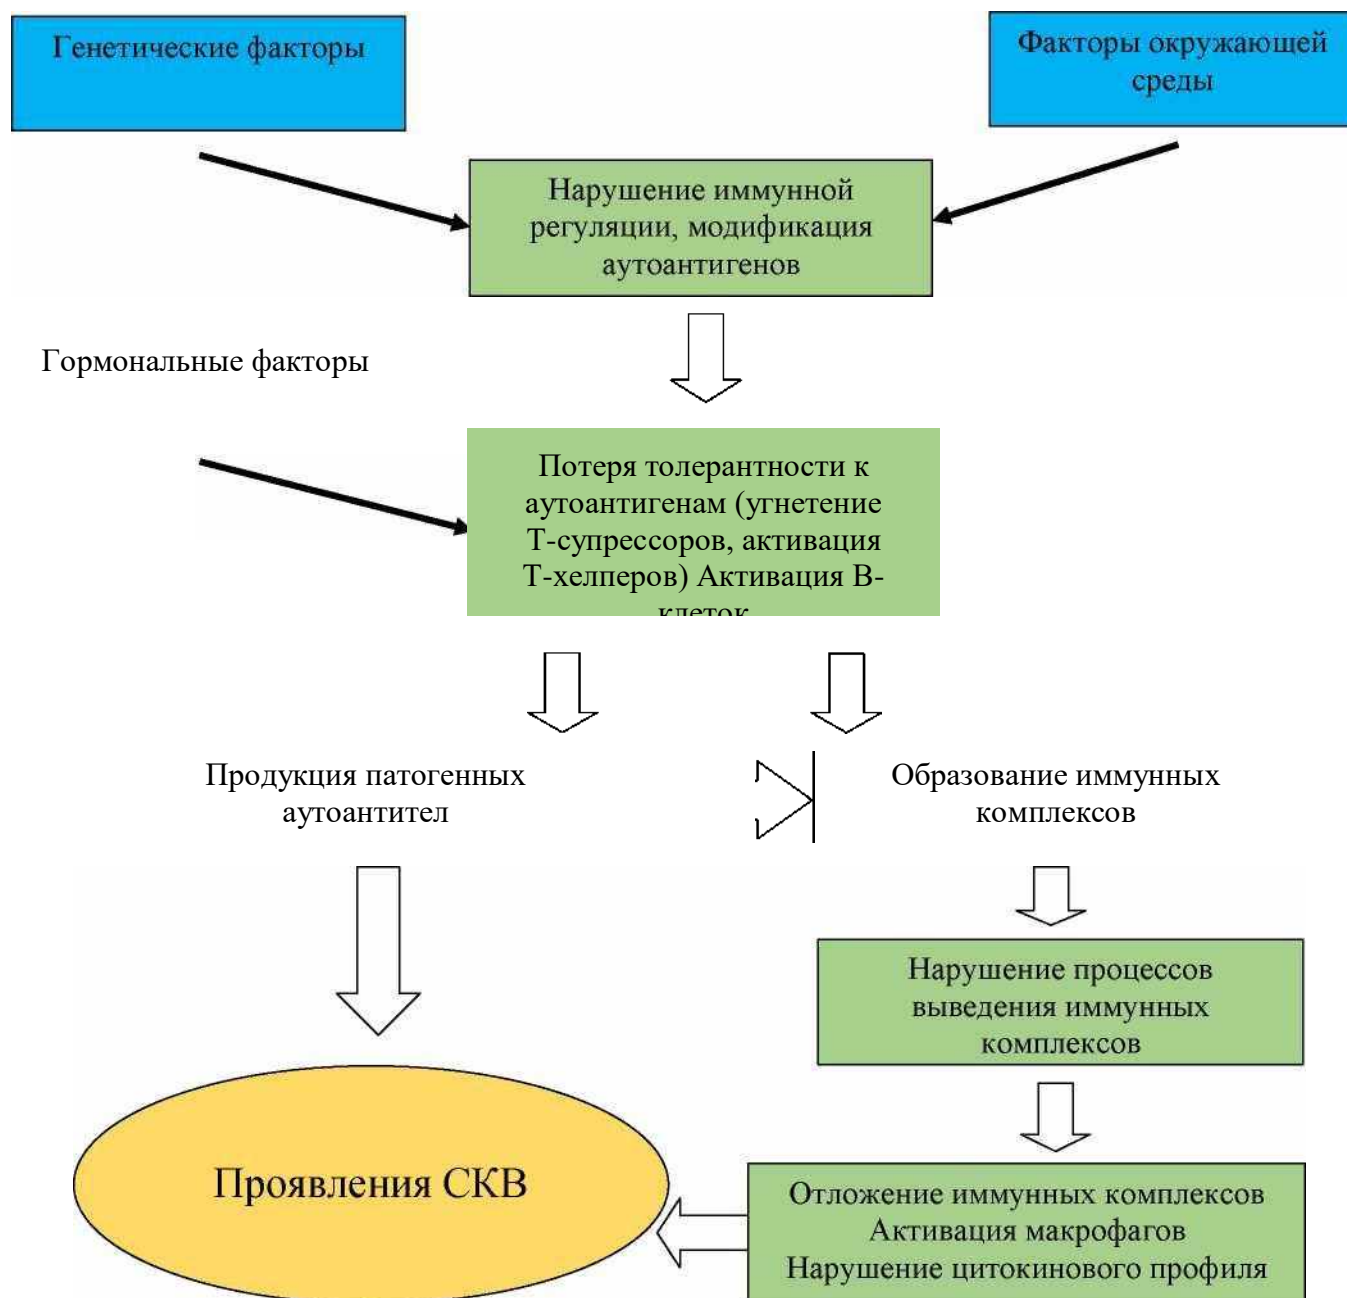 Генетические факторы
Факторы окружающей
среды
Нарушение иммунной
регуляции, модификация
аутоантигенов
Гормональные факторы
Потеря толерантности к
аутоантигенам (угнетение
Т-супрессоров, активация
Т-хелперов) Активация В-
клеток
Продукция патогенных
аутоантител
Образование иммунных
комплексов
Нарушение процессов
выведения иммунных
комплексов
Проявления СКВ
Отложение иммунных комплексов
Активация макрофагов
Нарушение цитокинового профиля